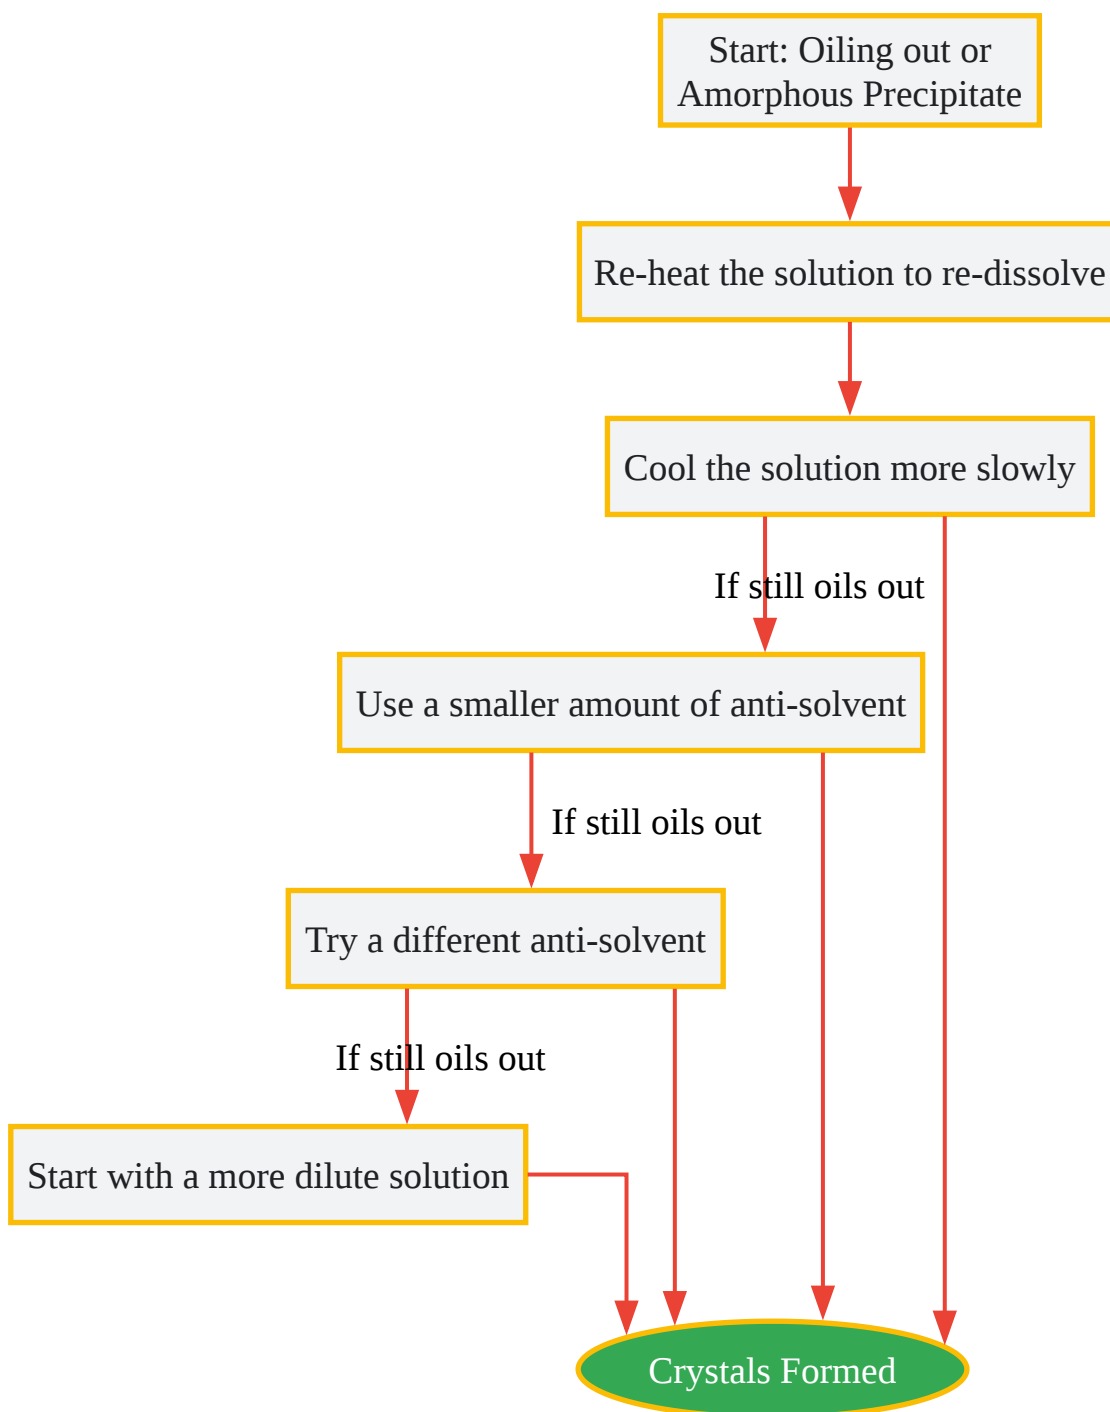 Start: Oiling out or
Amorphous Precipitate
Re-heat the solution to re-dissolve
Cool the solution more slowly
If still oils out
Use a smaller amount of anti-solvent
If still oils out
Try a different anti-solvent
If still oils out
Start with a more dilute solution
Crystals Formed